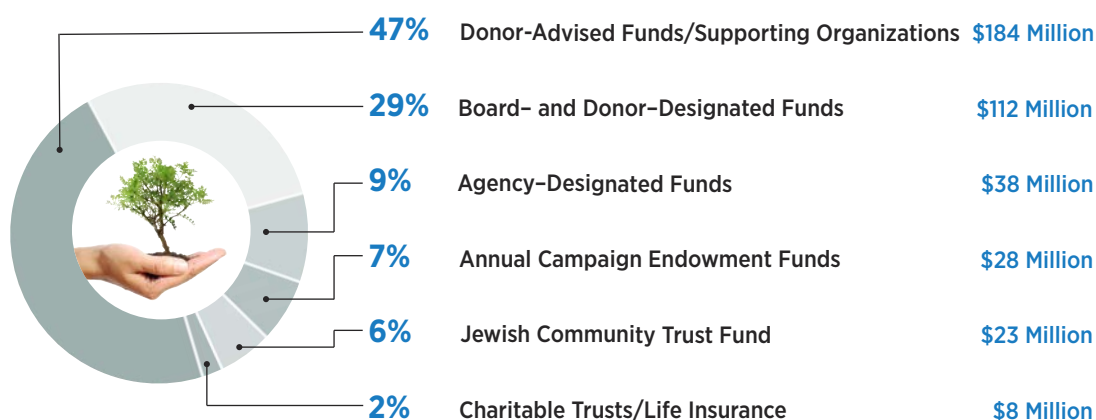 47% Donor-Advised Funds/Supporting Organizations $184 Million
29% Board– and Donor–Designated Funds $112 Million
9% Agency–Designated Funds $38 Million
7% Annual Campaign Endowment Funds $28 Million
6% Jewish Community Trust Fund $23 Million
2% Charitable Trusts/Life Insurance $8 Million